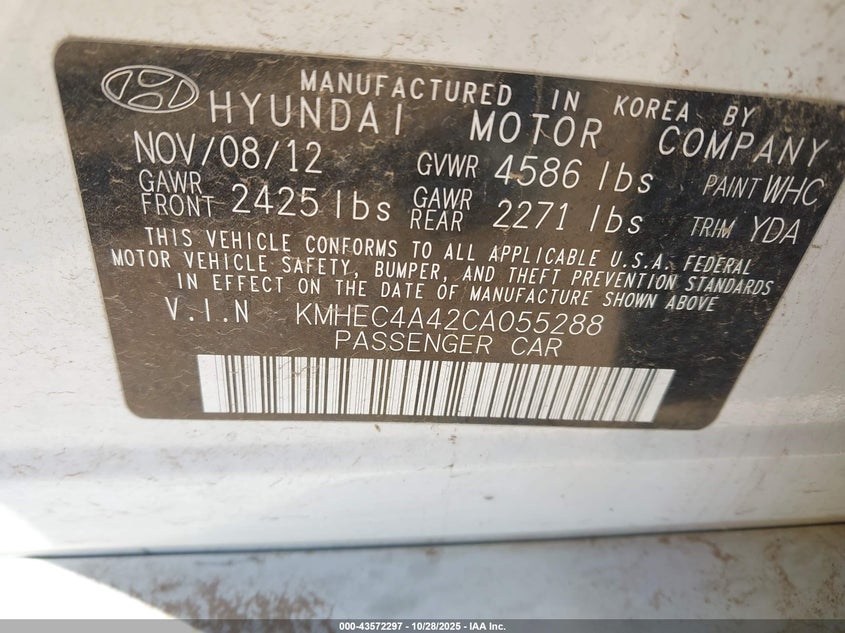 MANUFACTURED IN KOREA BY
HYUNDAI MOTOR COMPANY
NOV/08/12 GVWR 4586 lbs PAINT WHC
GAWR FRONT 2425 lbs GAWR REAR 2271 lbs TRIM YDA
THIS VEHICLE CONFORMS TO ALL APPLICABLE U.S.A. FEDERAL
MOTOR VEHICLE SAFETY, BUMPER, AND THEFT PREVENTION STANDARDS
IN EFFECT ON THE DATE OF MANUFACTURE SHOWN ABOVE
V.I.N KMHEC4A42CA055288
PASSENGER CAR
000-43572297 - 10/28/2025 - IAA Inc.